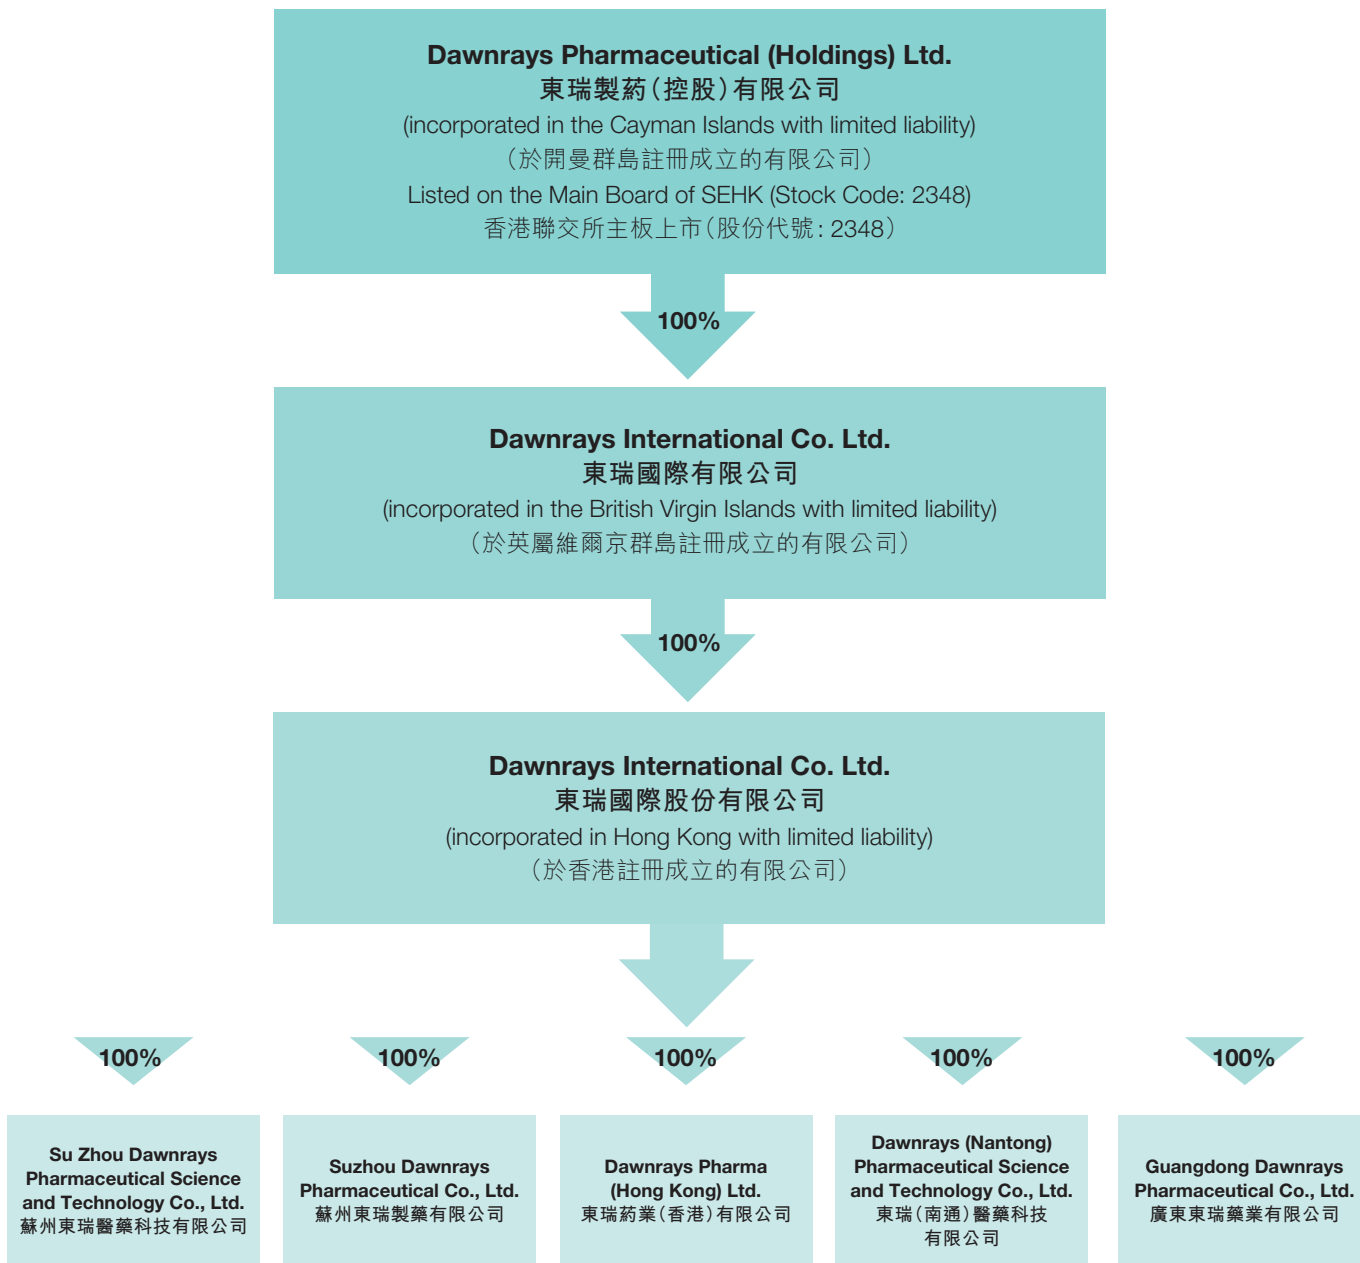 Dawnrays Pharmaceutical (Holdings) Ltd.
東瑞製葯（控股）有限公司
(incorporated in the Cayman Islands with limited liability)
（於開曼群島註冊成立的有限公司）
Listed on the Main Board of SEHK (Stock Code: 2348)
香港聯交所主板上市（股份代號：2348）
100%
Dawnrays International Co. Ltd.
東瑞國際有限公司
(incorporated in the British Virgin Islands with limited liability)
（於英屬維爾京群島註冊成立的有限公司）
100%
Dawnrays International Co. Ltd.
東瑞國際股份有限公司
(incorporated in Hong Kong with limited liability)
（於香港註冊成立的有限公司）
100%
100%
100%
100%
100%
Su Zhou Dawnrays
Pharmaceutical Science
and Technology Co., Ltd.
蘇州東瑞醫藥科技有限公司
Suzhou Dawnrays
Pharmaceutical Co., Ltd.
蘇州東瑞製藥有限公司
Dawnrays Pharma
(Hong Kong) Ltd.
東瑞葯業（香港）有限公司
Dawnrays (Nantong)
Pharmaceutical Science
and Technology Co., Ltd.
東瑞（南通）醫藥科技
有限公司
Guangdong Dawnrays
Pharmaceutical Co., Ltd.
廣東東瑞藥業有限公司